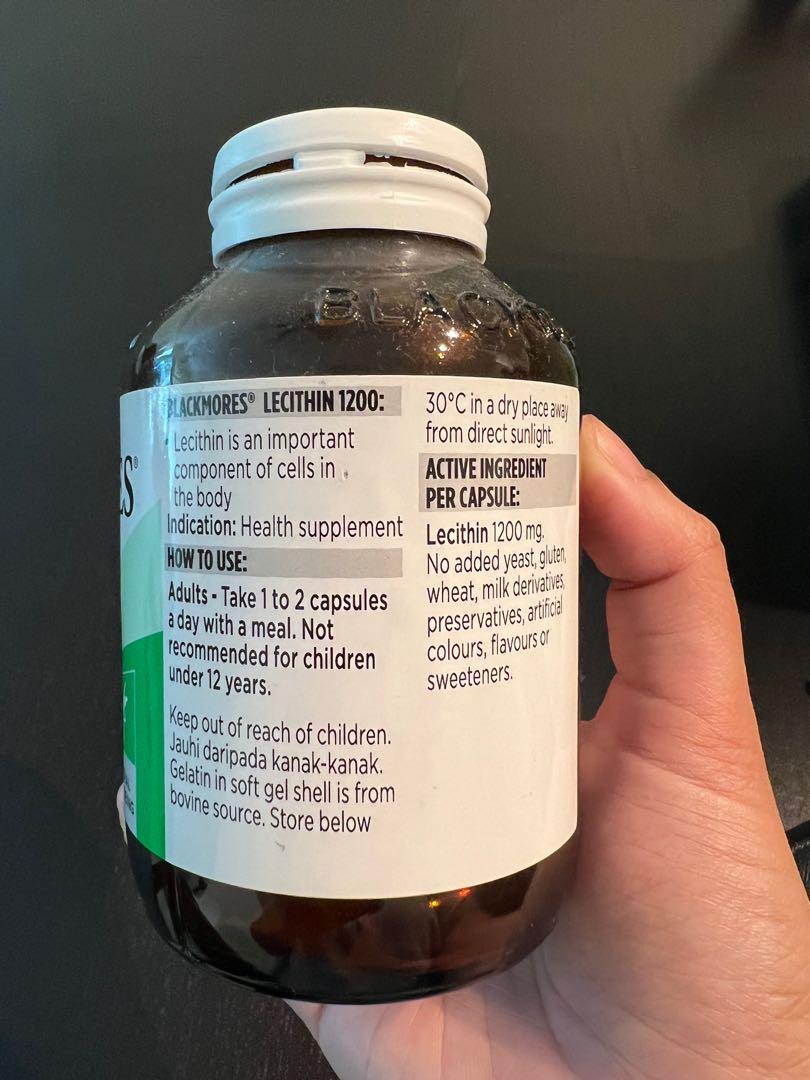 BLACK
ES®
BLACKMORES® LECITHIN 1200:
Lecithin is an important
component of cells in
the body
Indication: Health supplement
HOW TO USE:
Adults - Take 1 to 2 capsules
a day with a meal. Not
recommended for children
under 12 years.
Keep out of reach of children.
Jauhi daripada kanak-kanak.
Gelatin in soft gel shell is from
bovine source. Store below
30°C in a dry place away
from direct sunlight.
ACTIVE INGREDIENT
PER CAPSULE:
Lecithin 1200 mg.
No added yeast, gluten,
wheat, milk derivatives,
preservatives, artificial
colours, flavours or
sweeteners.